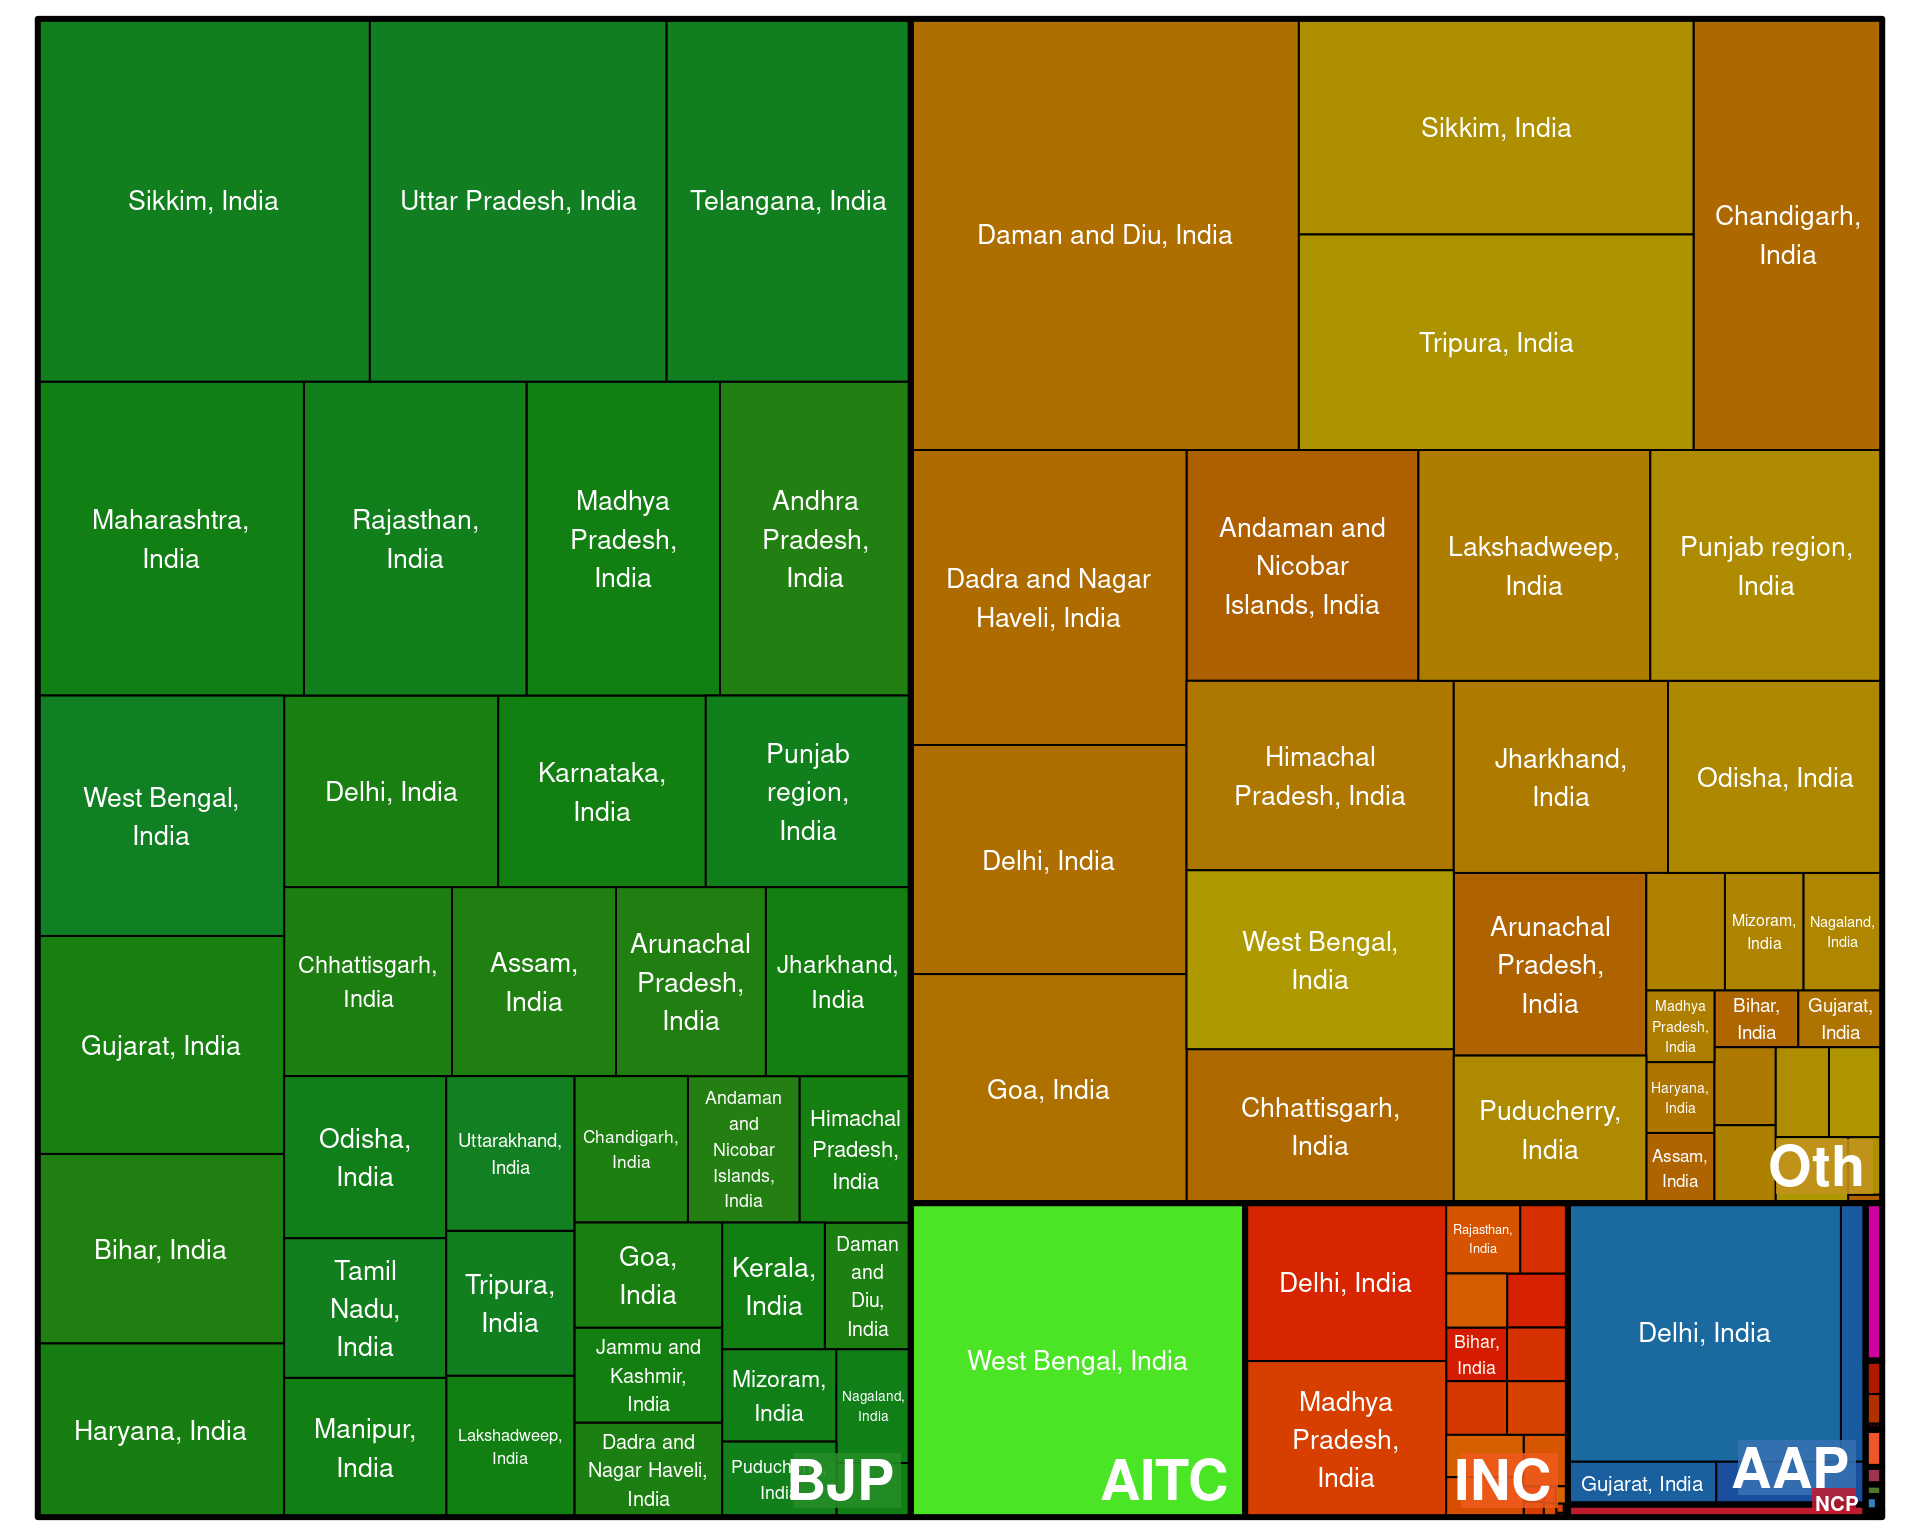 Sikkim, India
Uttar Pradesh, India
Telangana, India
Maharashtra,
India
Rajasthan,
India
Madhya
Pradesh,
India
Andhra
Pradesh,
India
West Bengal,
India
Delhi, India
Karnataka,
India
Punjab
region,
India
Gujarat, India
Chhattisgarh,
India
Assam,
India
Arunachal
Pradesh,
India
Jharkhand,
India
Bihar, India
Haryana, India
Odisha,
India
Uttarakhand,
India
Chandigarh,
India
Andaman
and
Nicobar
Islands,
India
Himachal
Pradesh,
India
Tamil
Nadu,
India
Tripura,
India
Goa,
India
Kerala,
India
Daman
and
Diu,
India
Manipur,
India
Lakshadweep,
India
Jammu and
Kashmir,
India
Mizoram,
India
Nagaland,
India
Dadra and
Nagar Haveli,
India
BJP
Daman and Diu, India
Sikkim, India
Tripura, India
Chandigarh,
India
Dadra and Nagar
Haveli, India
Andaman and
Nicobar
Islands, India
Lakshadweep,
India
Punjab region,
India
Delhi, India
Himachal
Pradesh, India
Jharkhand,
India
Odisha, India
Goa, India
West Bengal,
India
Chhattisgarh,
India
Arunachal
Pradesh,
India
Puducherry,
India
Mizoram,
India
Nagaland,
India
Madhya
Pradesh,
India
Bihar,
India
Gujarat,
India
Haryana,
India
Assam,
India
Oth
West Bengal, India
AITC
Delhi, India
Madhya
Pradesh,
India
Rajasthan,
India
Bihar,
India
INC
Delhi, India
Gujarat, India
AAP
NCP